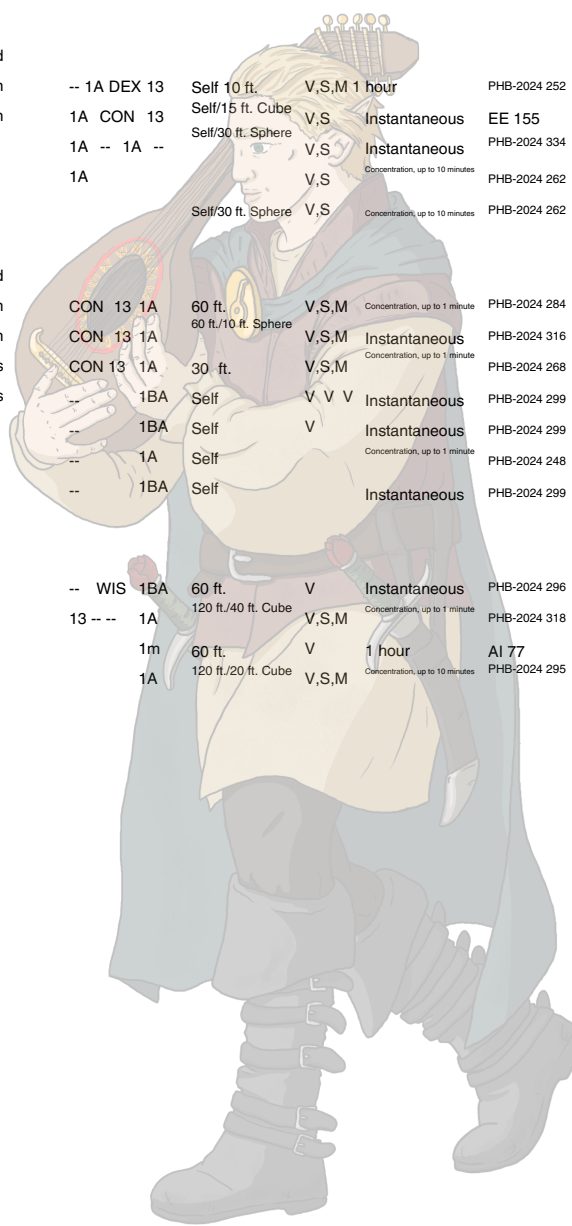 d
n -- 1A DEX 13 Self 10 ft. V,S,M 1 hour PHB-2024 252
n 1A CON 13 Self/15 ft. Cube V,S Instantaneous EE 155
1A -- 1A -- Self/30 ft. Sphere V,S Instantaneous PHB-2024 334
1A V,S Concentration, up to 10 minutes PHB-2024 262
Self/30 ft. Sphere V,S Concentration, up to 10 minutes PHB-2024 262
d
n CON 13 1A 60 ft. V,S,M Concentration, up to 1 minute PHB-2024 284
n CON 13 1A 60 ft./10 ft. Sphere V,S,M Instantaneous PHB-2024 316
s CON 13 1A 30 ft. V,S,M Concentration, up to 1 minute PHB-2024 268
s -- 1BA Self V V V Instantaneous PHB-2024 299
-- 1BA Self V Instantaneous PHB-2024 299
-- 1A Self Concentration, up to 1 minute PHB-2024 248
-- 1BA Self Instantaneous PHB-2024 299
-- WIS 1BA 60 ft. V Instantaneous PHB-2024 296
13 -- -- 1A 120 ft./40 ft. Cube V,S,M Concentration, up to 1 minute PHB-2024 318
1m 60 ft. V 1 hour AI 77
1A 120 ft./20 ft. Cube V,S,M Concentration, up to 10 minutes PHB-2024 295